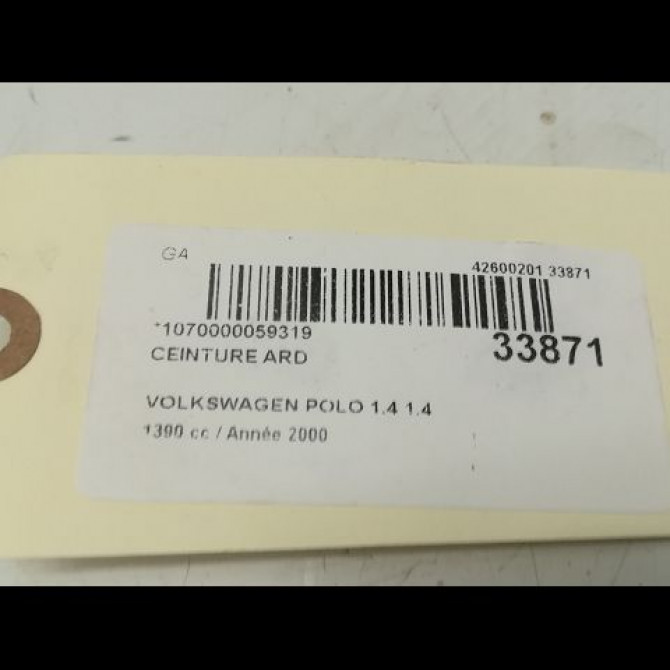 GA
42600201 33871
*1070000059319
33871
CEINTURE ARD
VOLKSWAGEN POLO 1.4 1.4
1390 cc / Année 2000